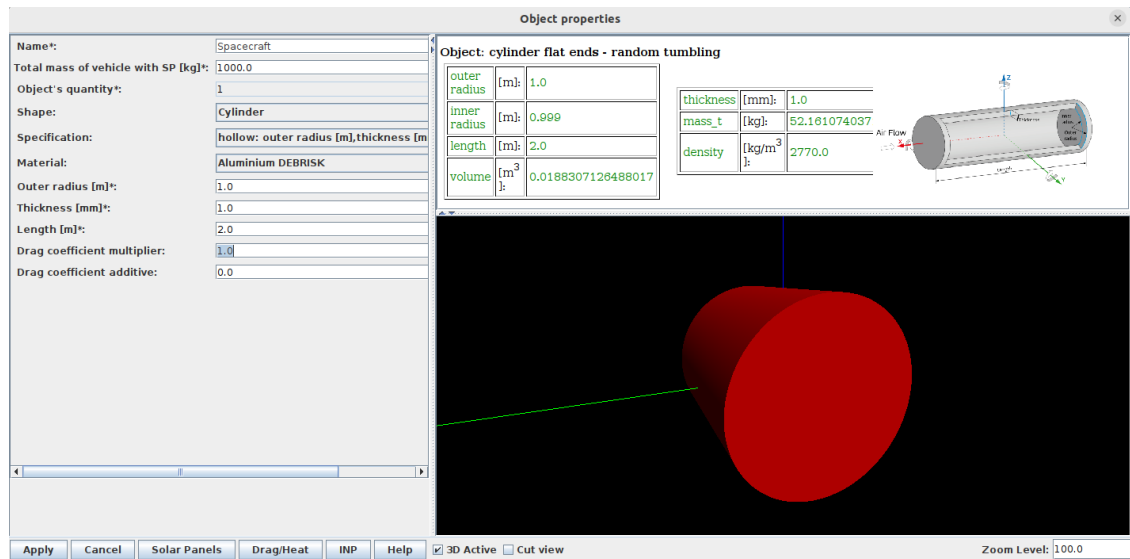 Object properties
Name*: Spacecraft
Total mass of vehicle with SP [kg]*: 1000.0
Object's quantity*: 1
Shape: Cylinder
Specification: hollow: outer radius [m],thickness [m
Material: Aluminium DEBRISK
Outer radius [m]*: 1.0
Thickness [mm]*: 1.0
Length [m]*: 2.0
Drag coefficient multiplier: 1.0
Drag coefficient additive: 0.0
Object: cylinder flat ends - random tumbling
outer radius [m]: 1.0
inner radius [m]: 0.999
length [m]: 2.0
volume [m3]: 0.0188307126488017
thickness [mm]: 1.0
mass_t [kg]: 52.161074037
density [kg/m3]: 2770.0
Air Flow
X
Z
Y
Apply Cancel Solar Panels Drag/Heat INP Help
3D Active Cut view Zoom Level: 100.0